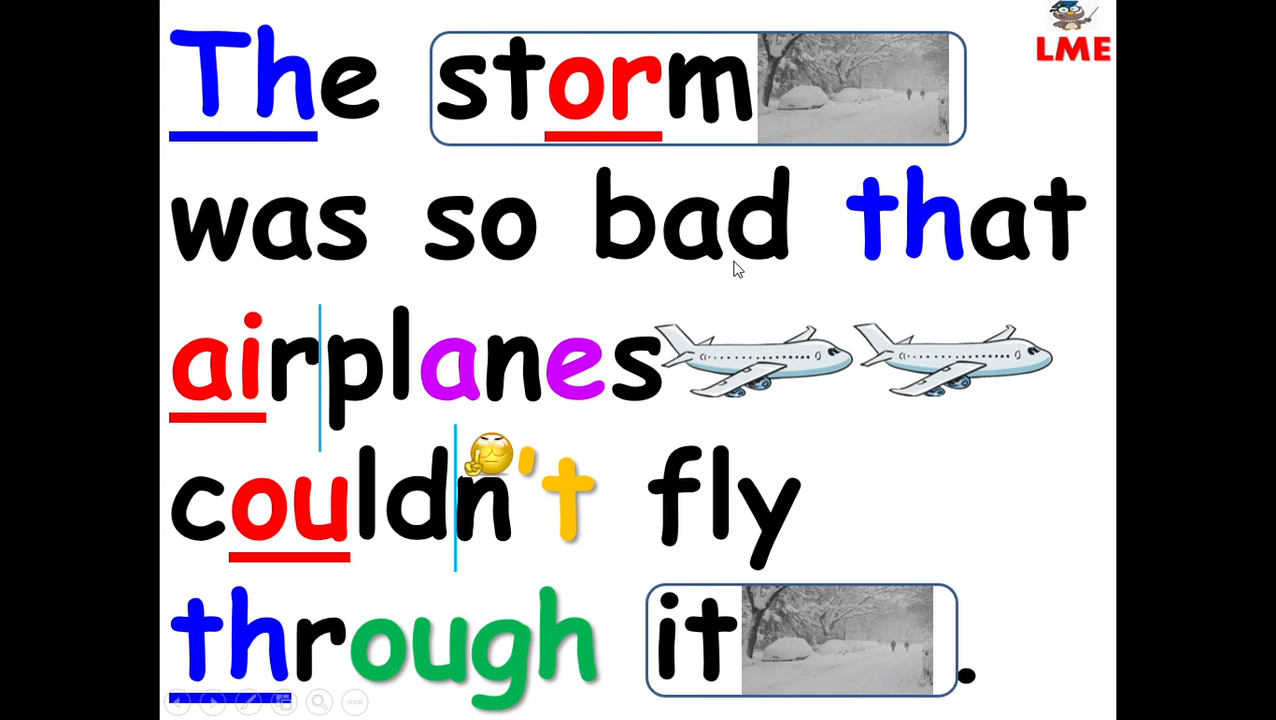 LME
The storm
was so bad that
airplanes
couldn't fly
through it.